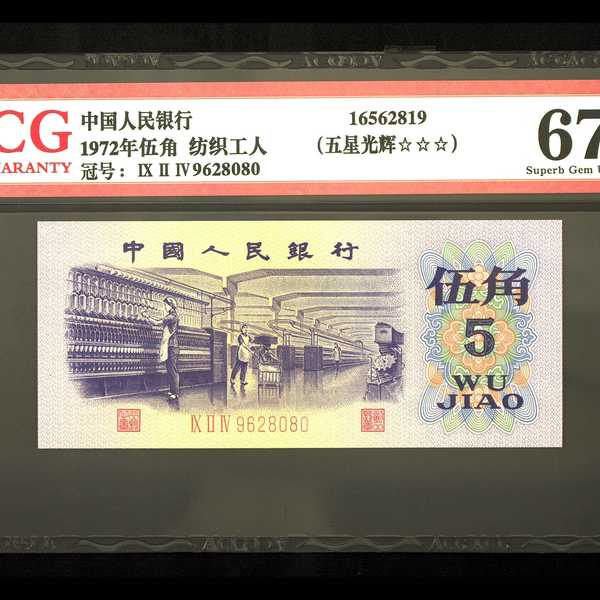 CG
ARANTY
中国人民银行
1972年伍角 纺织工人
冠号: Ⅸ Ⅱ Ⅳ 9628080
16562819
(五星光辉☆☆☆)
67
Superb Gem U
中國人民銀行
伍角
5
WU
JIAO
Ⅸ Ⅱ Ⅳ 9628080